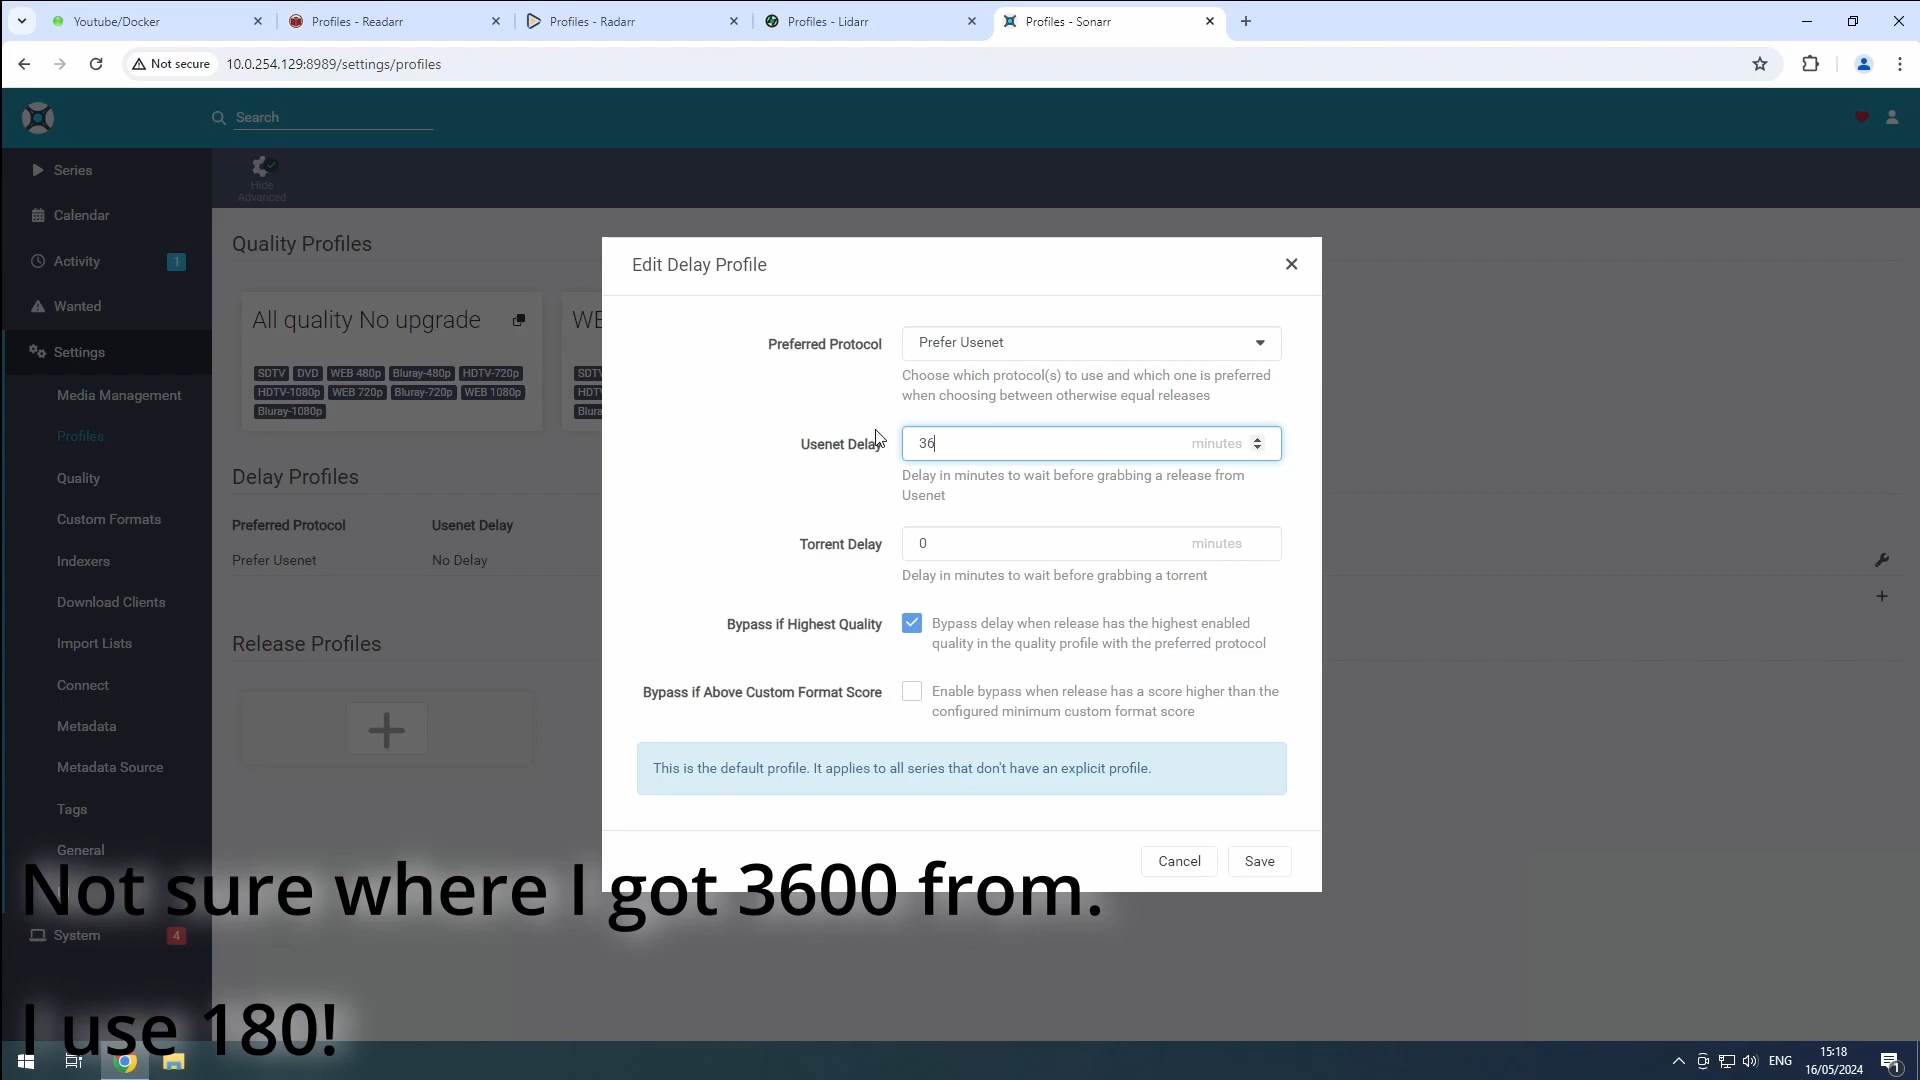 Youtube/Docker
Profiles - Readarr
Profiles - Radarr
Profiles - Lidarr
Profiles - Sonarr
Not secure
10.0.254.129:8989/settings/profiles
Search
Series
Calendar
Activity
1
Wanted
Settings
Media Management
Profiles
Quality
Custom Formats
Indexers
Download Clients
Import Lists
Connect
Metadata
Metadata Source
Tags
General
System
4
Hide
Advanced
Quality Profiles
All quality No upgrade
SDTV DVD WEB 480p Bluray-480p HDTV-720p
HDTV-1080p WEB 720p Bluray-720p WEB 1080p
Bluray-1080p
Delay Profiles
Preferred Protocol
Usenet Delay
Prefer Usenet
No Delay
Release Profiles
Edit Delay Profile
Preferred Protocol
Prefer Usenet
Choose which protocol(s) to use and which one is preferred
when choosing between otherwise equal releases
Usenet Delay
36
minutes
Delay in minutes to wait before grabbing a release from
Usenet
Torrent Delay
0
minutes
Delay in minutes to wait before grabbing a torrent
Bypass if Highest Quality
Bypass delay when release has the highest enabled
quality in the quality profile with the preferred protocol
Bypass if Above Custom Format Score
Enable bypass when release has a score higher than the
configured minimum custom format score
This is the default profile. It applies to all series that don't have an explicit profile.
Cancel
Save
Not sure where I got 3600 from.
I use 180!
ENG
15:18
16/05/2024
1